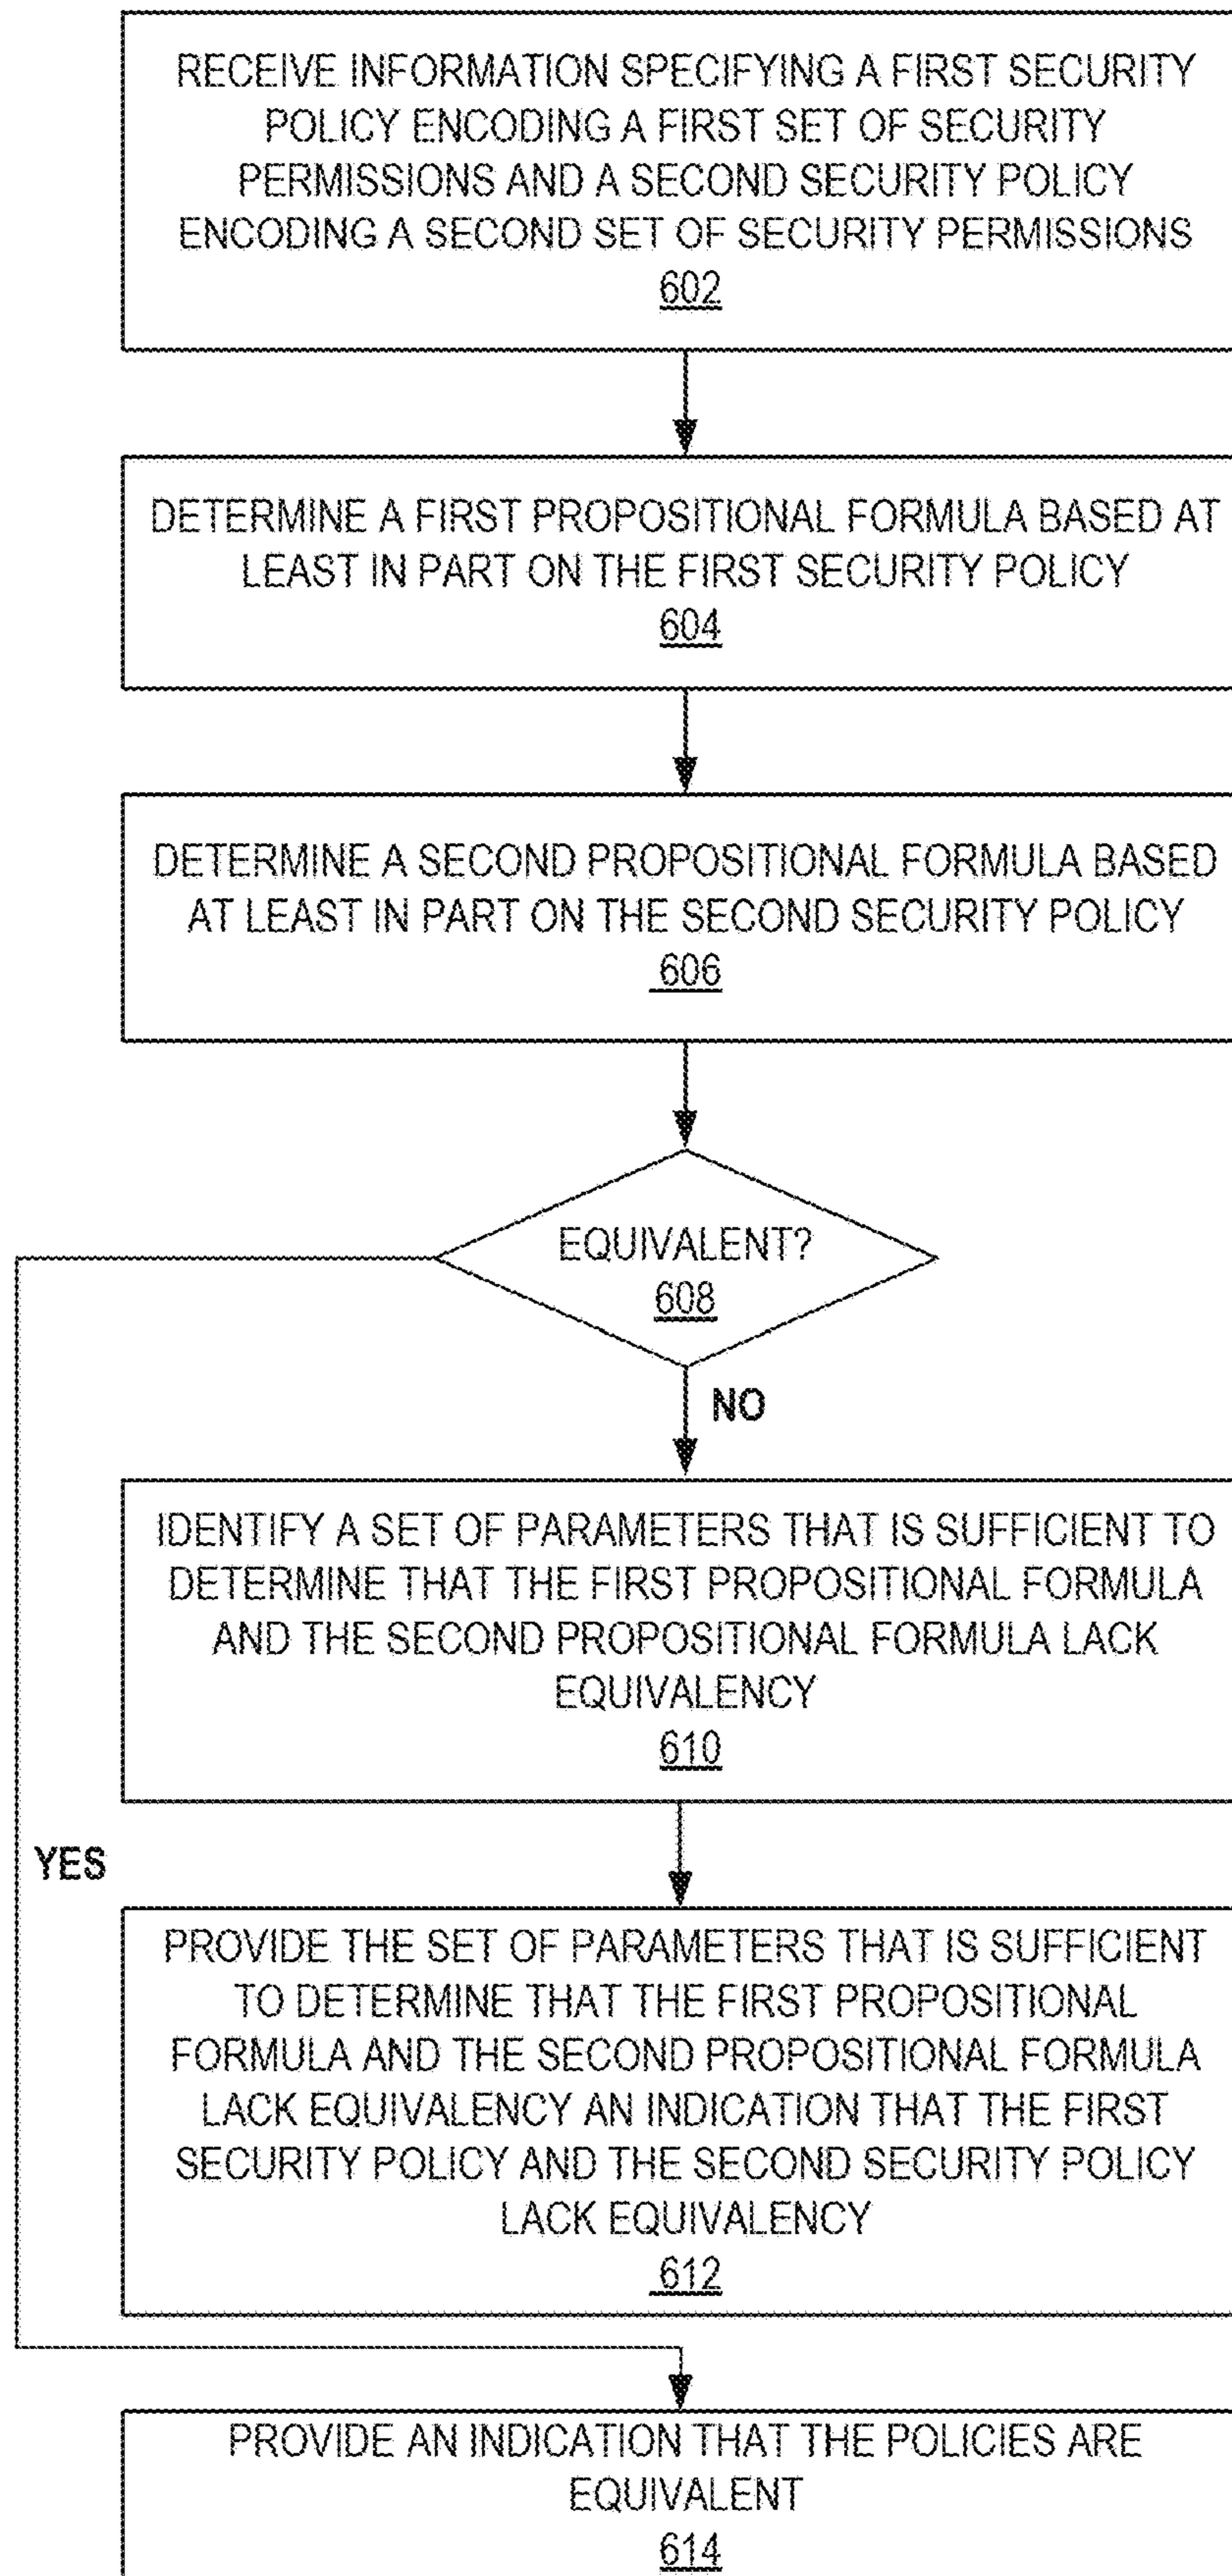 RECEIVE INFORMATION SPECIFYING A FIRST SECURITY
POLICY ENCODING A FIRST SET OF SECURITY
PERMISSIONS AND A SECOND SECURITY POLICY
ENCODING A SECOND SET OF SECURITY PERMISSIONS
602
DETERMINE A FIRST PROPOSITIONAL FORMULA BASED AT
LEAST IN PART ON THE FIRST SECURITY POLICY
604
DETERMINE A SECOND PROPOSITIONAL FORMULA BASED
AT LEAST IN PART ON THE SECOND SECURITY POLICY
606
EQUIVALENT?
608
NO
IDENTIFY A SET OF PARAMETERS THAT IS SUFFICIENT TO
DETERMINE THAT THE FIRST PROPOSITIONAL FORMULA
AND THE SECOND PROPOSITIONAL FORMULA LACK
EQUIVALENCY
610
YES
PROVIDE THE SET OF PARAMETERS THAT IS SUFFICIENT
TO DETERMINE THAT THE FIRST PROPOSITIONAL
FORMULA AND THE SECOND PROPOSITIONAL FORMULA
LACK EQUIVALENCY AN INDICATION THAT THE FIRST
SECURITY POLICY AND THE SECOND SECURITY POLICY
LACK EQUIVALENCY
612
PROVIDE AN INDICATION THAT THE POLICIES ARE
EQUIVALENT
614